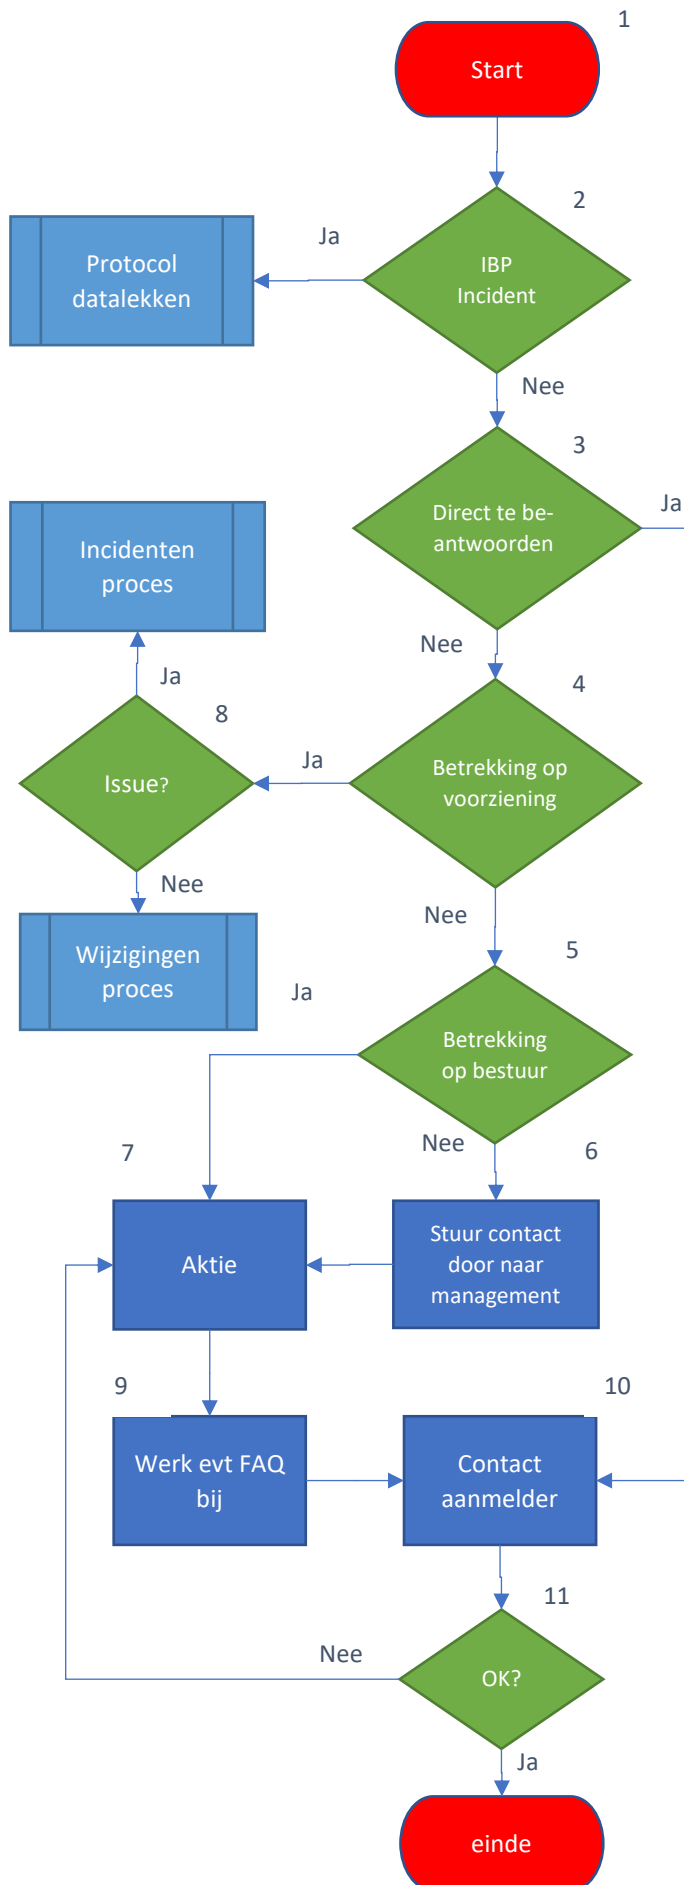 1
Start
2
Ja
IBP
Incident
Protocol
datalekken
Nee
3
Ja
Direct te be-
antwoorden
Incidenten
proces
Nee
4
Ja
8
Ja
Betrekking op
voorziening
Issue?
Nee
Nee
Wijzigingen
proces
5
Ja
Betrekking
op bestuur
Nee
7
6
Aktie
Stuur contact
door naar
management
9
10
Werk evt FAQ
bij
Contact
aanmelder
11
Nee
OK?
Ja
einde